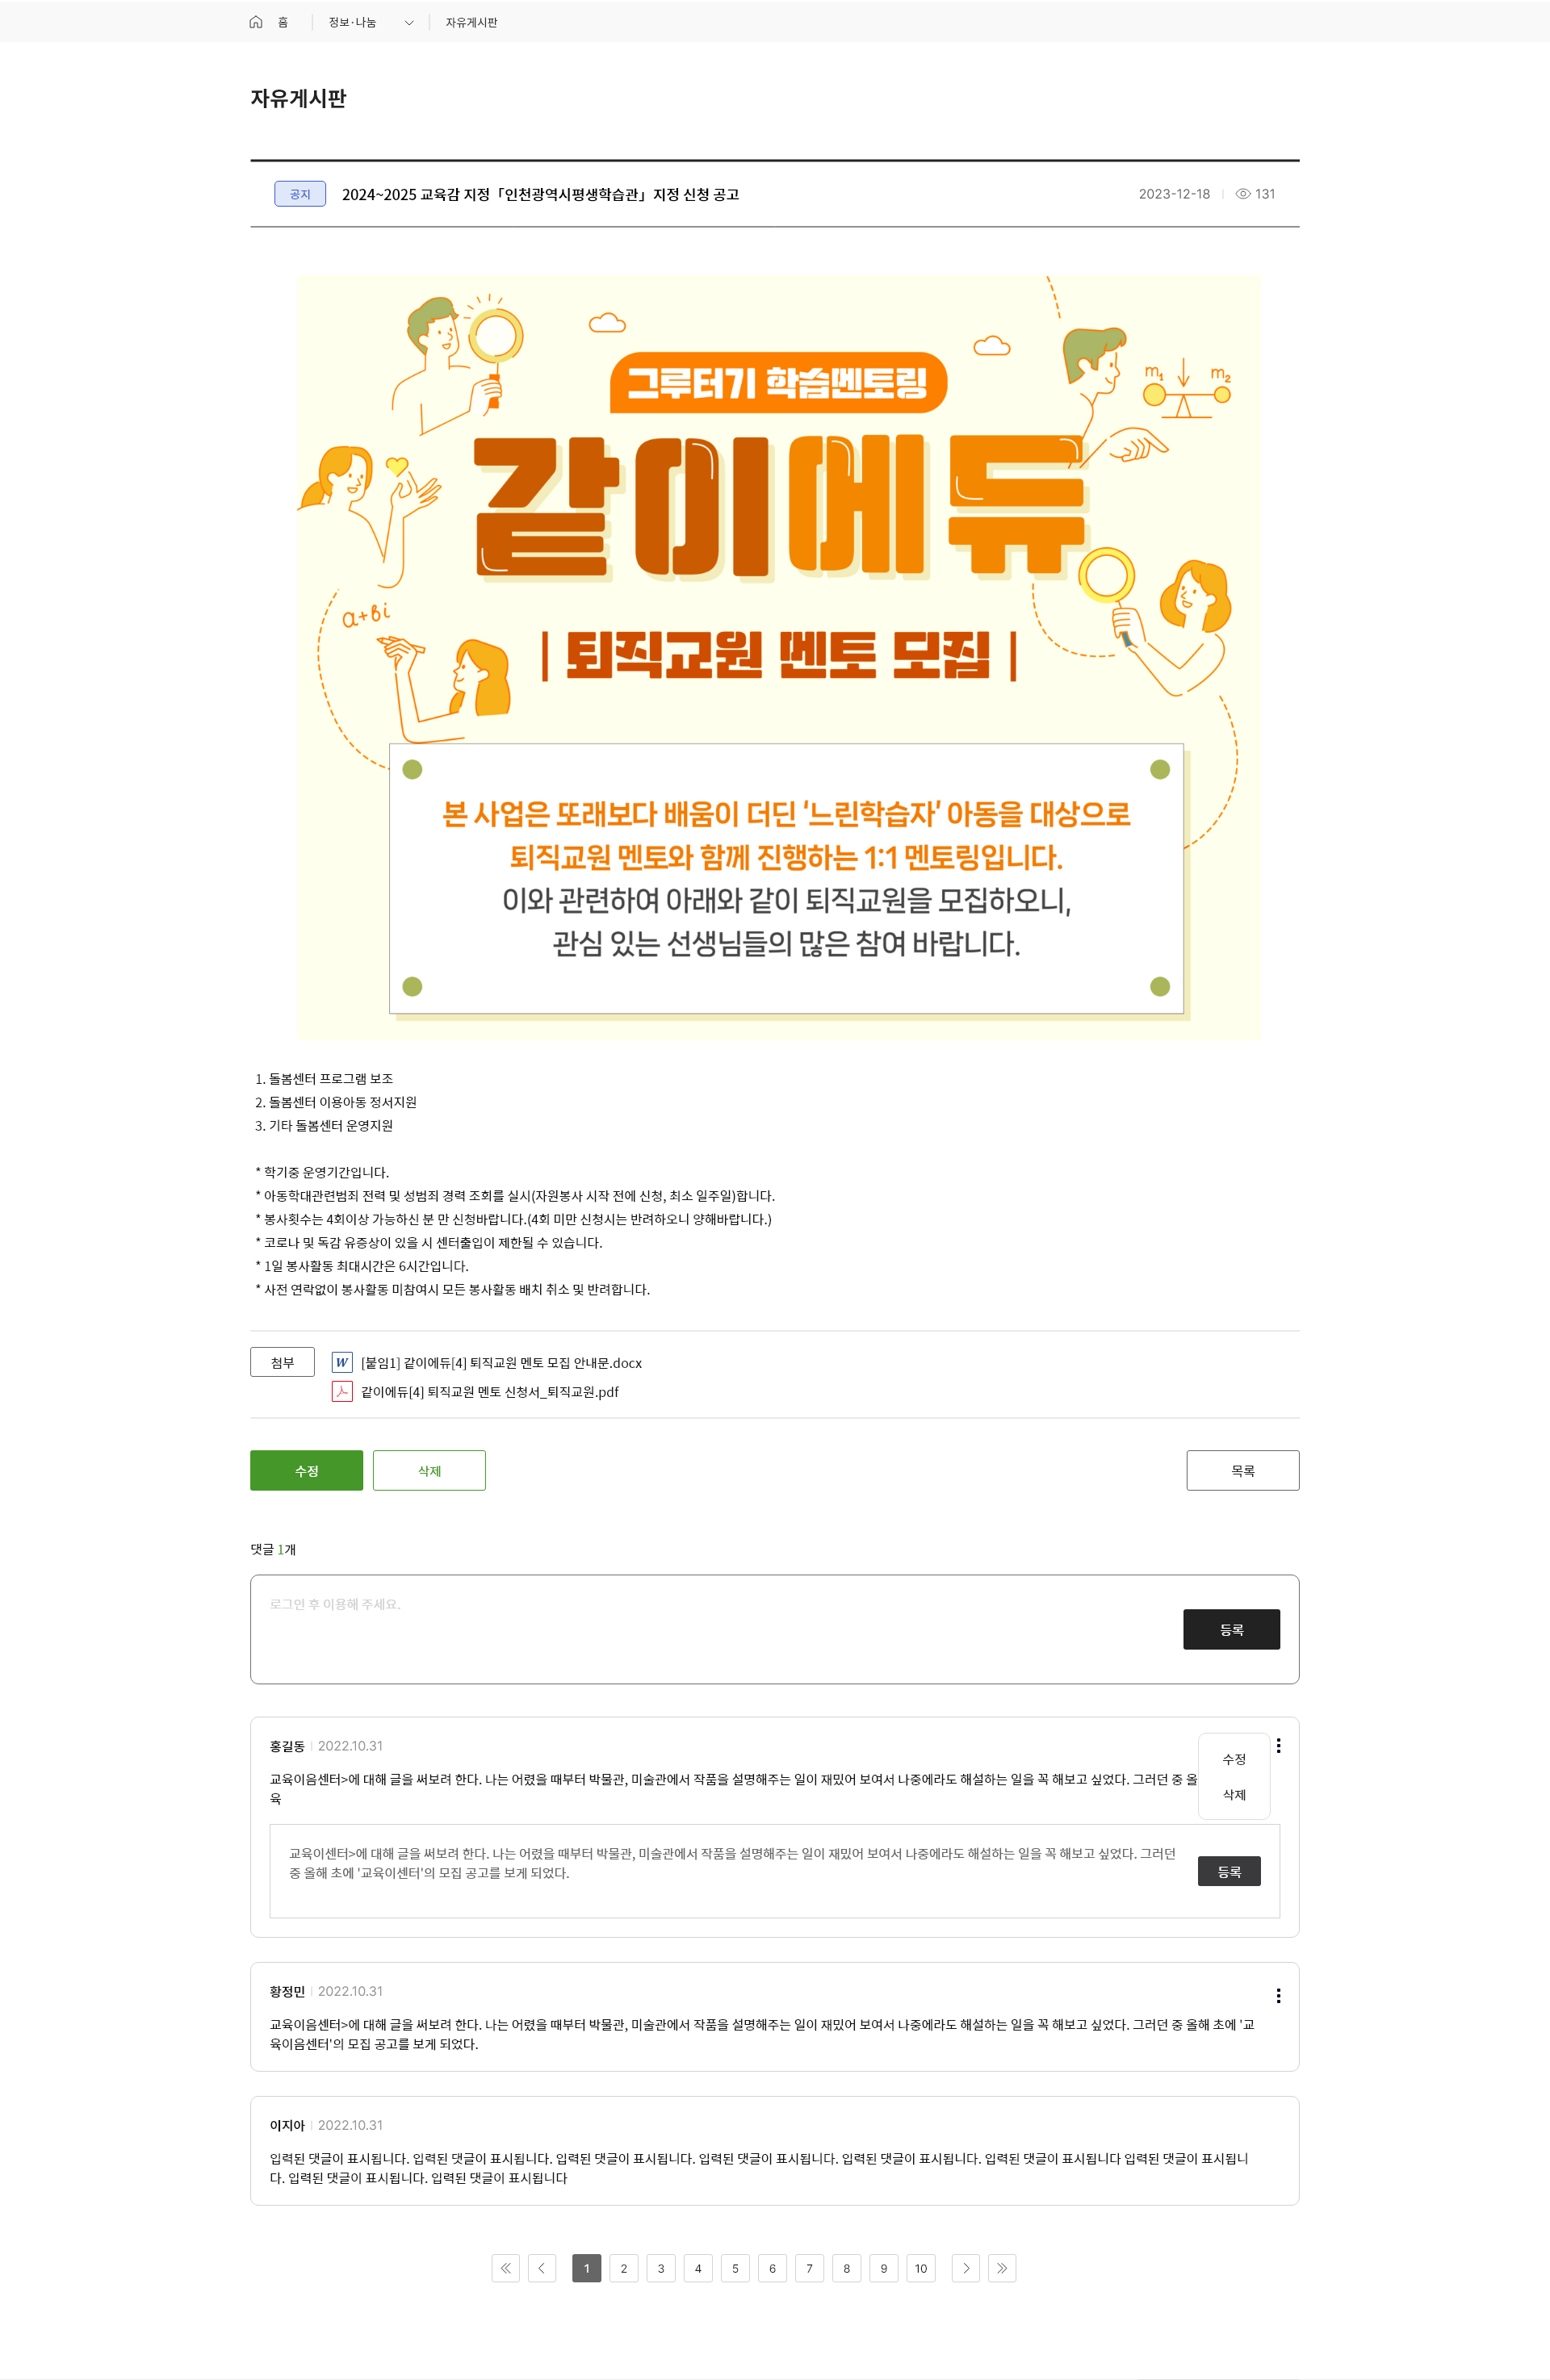 홈 정보·나눔 자유게시판
자유게시판
공지 2024~2025 교육감 지정「인천광역시평생학습관」지정 신청 공고 2023-12-18 131
그루터기 학습멘토링
m1 m2
같이에듀
a+bi
| 퇴직교원 멘토 모집 |
본 사업은 또래보다 배움이 더딘 ‘느린학습자’ 아동을 대상으로
퇴직교원 멘토와 함께 진행하는 1:1 멘토링입니다.
이와 관련하여 아래와 같이 퇴직교원을 모집하오니,
관심 있는 선생님들의 많은 참여 바랍니다.
1. 돌봄센터 프로그램 보조
2. 돌봄센터 이용아동 정서지원
3. 기타 돌봄센터 운영지원
* 학기중 운영기간입니다.
* 아동학대관련범죄 전력 및 성범죄 경력 조회를 실시(자원봉사 시작 전에 신청, 최소 일주일)합니다.
* 봉사횟수는 4회이상 가능하신 분 만 신청바랍니다.(4회 미만 신청시는 반려하오니 양해바랍니다.)
* 코로나 및 독감 유증상이 있을 시 센터출입이 제한될 수 있습니다.
* 1일 봉사활동 최대시간은 6시간입니다.
* 사전 연락없이 봉사활동 미참여시 모든 봉사활동 배치 취소 및 반려합니다.
첨부 W [붙임1] 같이에듀[4] 퇴직교원 멘토 모집 안내문.docx
같이에듀[4] 퇴직교원 멘토 신청서_퇴직교원.pdf
수정 삭제 목록
댓글 1개
로그인 후 이용해 주세요.
등록
홍길동 2022.10.31
수정
교육이음센터>에 대해 글을 써보려 한다. 나는 어렸을 때부터 박물관, 미술관에서 작품을 설명해주는 일이 재밌어 보여서 나중에라도 해설하는 일을 꼭 해보고 싶었다. 그러던 중 올
육
삭제
교육이센터>에 대해 글을 써보려 한다. 나는 어렸을 때부터 박물관, 미술관에서 작품을 설명해주는 일이 재밌어 보여서 나중에라도 해설하는 일을 꼭 해보고 싶었다. 그러던
중 올해 초에 '교육이센터'의 모집 공고를 보게 되었다.
등록
황정민 2022.10.31
교육이음센터>에 대해 글을 써보려 한다. 나는 어렸을 때부터 박물관, 미술관에서 작품을 설명해주는 일이 재밌어 보여서 나중에라도 해설하는 일을 꼭 해보고 싶었다. 그러던 중 올해 초에 '교
육이음센터'의 모집 공고를 보게 되었다.
이지아 2022.10.31
입력된 댓글이 표시됩니다. 입력된 댓글이 표시됩니다. 입력된 댓글이 표시됩니다. 입력된 댓글이 표시됩니다. 입력된 댓글이 표시됩니다. 입력된 댓글이 표시됩니다 입력된 댓글이 표시됩니
다. 입력된 댓글이 표시됩니다. 입력된 댓글이 표시됩니다
1 2 3 4 5 6 7 8 9 10